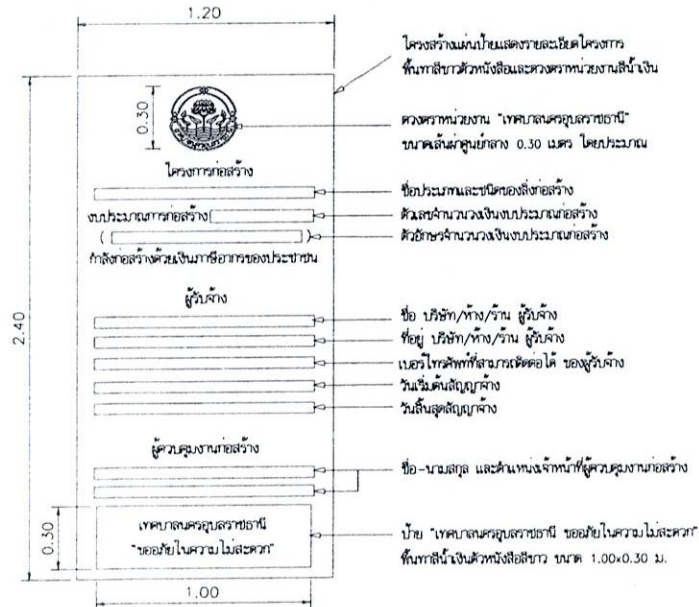 1.20
โครงสร้างแผ่นป้ายแสดงรายละเอียดโครงการ
พื้นทาสีขาวตัวหนังสือและดวงตราหน่วยงานสีน้ำเงิน
0.30
ดวงตราหน่วยงาน "เทศบาลนครอุบลราชธานี"
ขนาดเส้นผ่าศูนย์กลาง 0.30 เมตร โดยประมาณ
โครงการก่อสร้าง
ชื่อประเภทและชนิดของสิ่งก่อสร้าง
งบประมาณการก่อสร้าง
ตัวเลขจำนวนวงเงินงบประมาณก่อสร้าง
( )
ตัวอักษรจำนวนวงเงินงบประมาณก่อสร้าง
กำลังก่อสร้างด้วยเงินภาษีอากรของประชาชน
2.40
ผู้รับจ้าง
ชื่อ บริษัท/ห้าง/ร้าน ผู้รับจ้าง
ที่อยู่ บริษัท/ห้าง/ร้าน ผู้รับจ้าง
เบอร์โทรศัพท์ที่สามารถติดต่อได้ ของผู้รับจ้าง
วันเริ่มต้นสัญญาจ้าง
วันสิ้นสุดสัญญาจ้าง
ผู้ควบคุมงานก่อสร้าง
ชื่อ-นามสกุล และตำแหน่งเจ้าหน้าที่ผู้ควบคุมงานก่อสร้าง
0.30
เทศบาลนครอุบลราชธานี
"ขออภัยในความไม่สะดวก"
ป้าย "เทศบาลนครอุบลราชธานี ขออภัยในความไม่สะดวก"
พื้นทาสีน้ำเงินตัวหนังสือสีขาว ขนาด 1.00x0.30 ม.
1.00